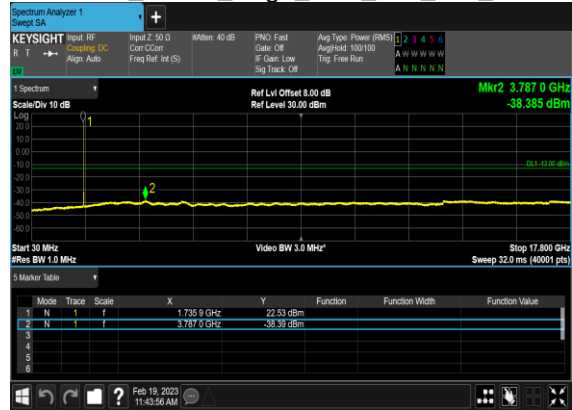 Spectrum Analyzer 1
Swept SA
+
KEYSIGHT Input: RF Input Z: 50 Ω #Atten: 40 dB PNO: Fast Avg Type: Power (RMS) 1 2 3 4 5 6
R T Coupling: DC Corr CCorr Gate: Off Avg|Hold: 100/100 A W W W W W
Align: Auto Freq Ref: Int (S) IF Gain: Low Trig: Free Run
Sig Track: Off A N N N N N
1 Spectrum Ref Lvl Offset 8.00 dB Mkr2 3.787 0 GHz
Scale/Div 10 dB Ref Level 30.00 dBm -38.385 dBm
Log
20.0
10.0
0.00
-10.0
DL1 -13.00 dBm
-20.0
-30.0
-40.0
-50.0
-60.0
1
2
Start 30 MHz Video BW 3.0 MHz* Stop 17.800 GHz
#Res BW 1.0 MHz Sweep 32.0 ms (40001 pts)
5 Marker Table
Mode Trace Scale X Y Function Function Width Function Value
1 N 1 f 1.735 9 GHz 22.53 dBm
2 N 1 f 3.787 0 GHz -38.39 dBm
3
4
5
6
? Feb 19, 2023
11:43:56 AM